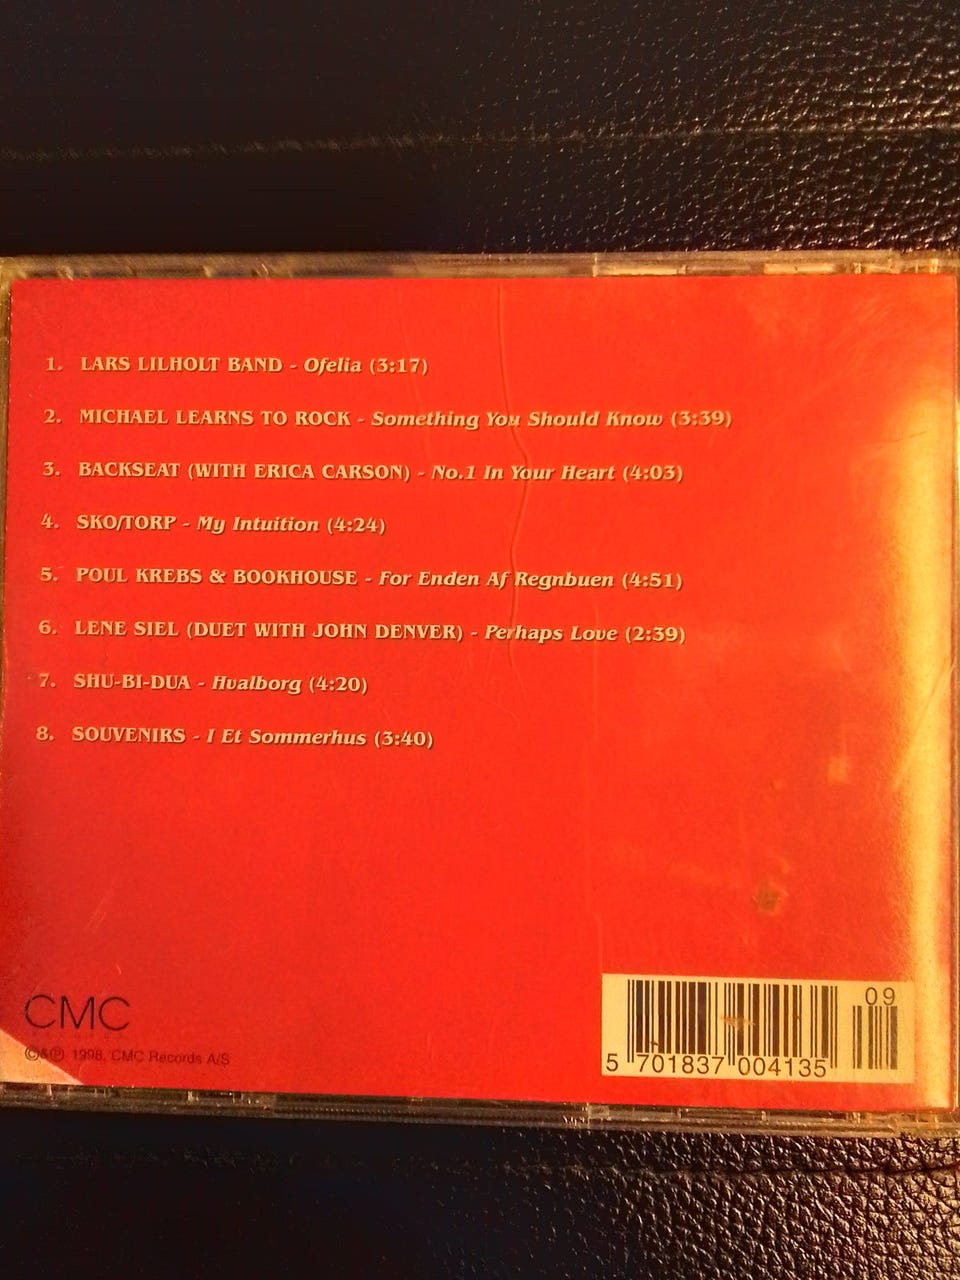 1. LARS LILHOLT BAND - Ofelia (3:17)
2. MICHAEL LEARNS TO ROCK - Something You Should Know (3:39)
3. BACKSEAT (WITH ERICA CARSON) - No.1 In Your Heart (4:03)
4. SKO/TORP - My Intuition (4:24)
5. POUL KREBS & BOOKHOUSE - For Enden Af Regnbuen (4:51)
6. LENE SIEL (DUET WITH JOHN DENVER) - Perhaps Love (2:39)
7. SHU-BI-DUA - Hvalborg (4:20)
8. SOUVENIRS - I Et Sommerhus (3:40)
CMC
©&℗ 1998, CMC Records A/S
09
5 701837 004135